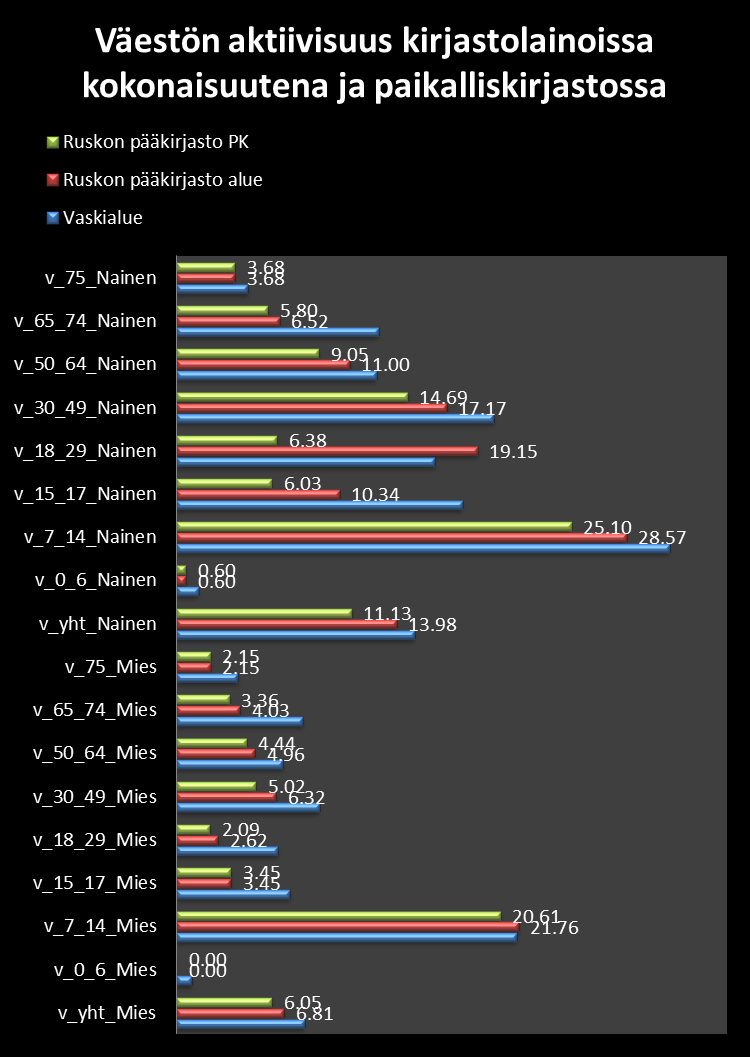 Väestön aktiivisuus kirjastolainoissa
kokonaisuutena ja paikalliskirjastossa
Ruskon pääkirjasto PK
Ruskon pääkirjasto alue
Vaskialue
v_75_Nainen
3.68
3.68
v_65_74_Nainen
5.80
6.52
v_50_64_Nainen
9.05
11.00
v_30_49_Nainen
14.69
17.17
v_18_29_Nainen
6.38
19.15
v_15_17_Nainen
6.03
10.34
v_7_14_Nainen
25.10
28.57
v_0_6_Nainen
0.60
0.60
v_yht_Nainen
11.13
13.98
v_75_Mies
2.15
2.15
v_65_74_Mies
3.36
4.03
v_50_64_Mies
4.44
4.96
v_30_49_Mies
5.02
6.32
v_18_29_Mies
2.09
2.62
v_15_17_Mies
3.45
3.45
v_7_14_Mies
20.61
21.76
v_0_6_Mies
0.00
0.00
v_yht_Mies
6.05
6.81